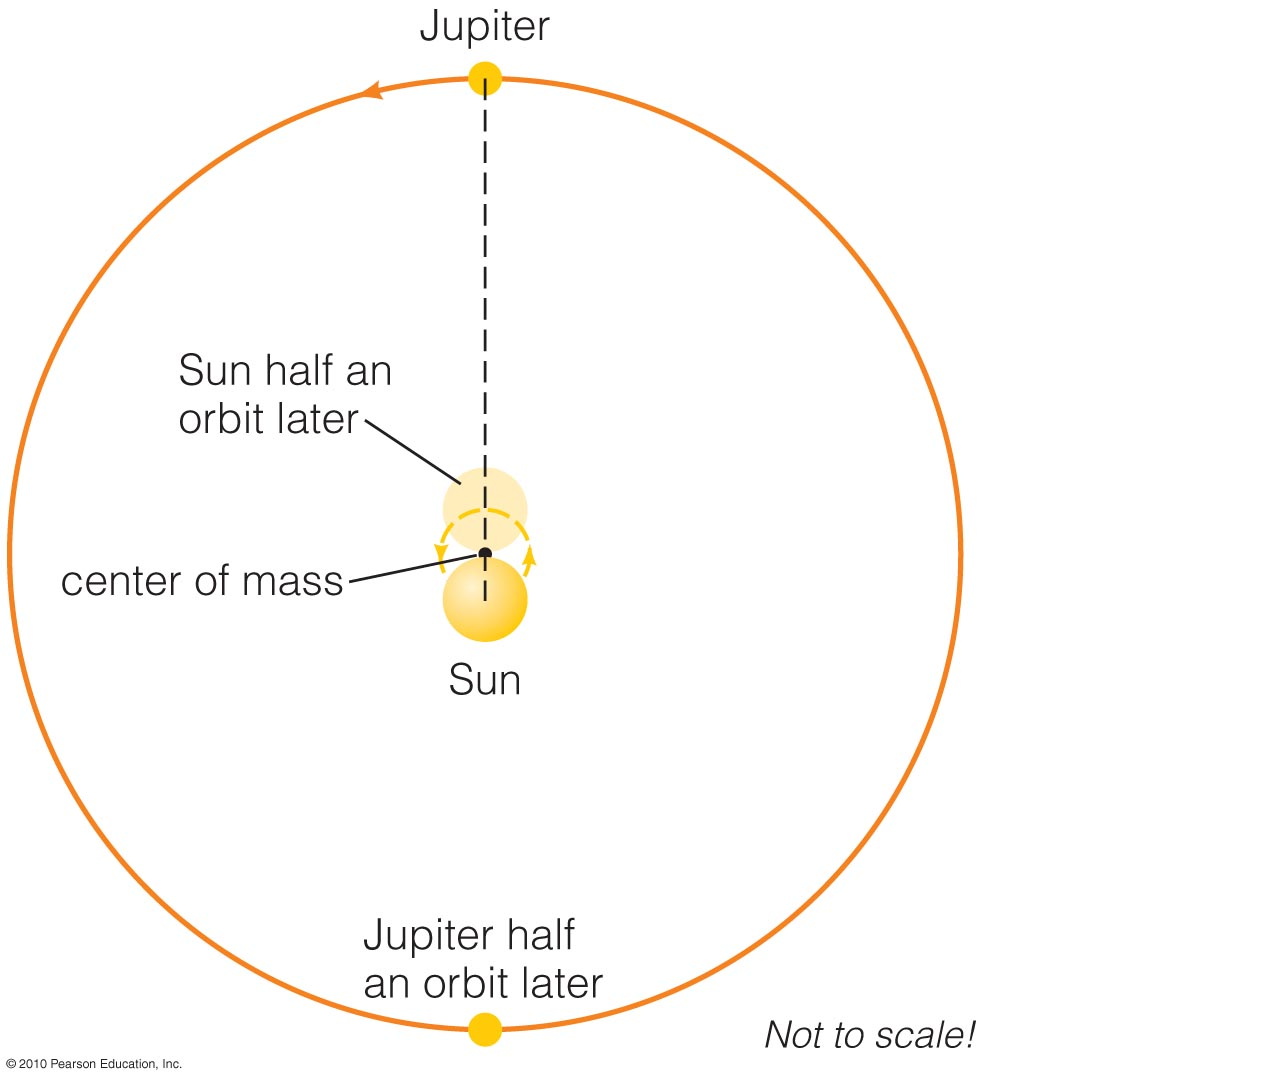 Jupiter
Sun half an
orbit later
center of mass
Sun
Jupiter half
an orbit later
Not to scale!
© 2010 Pearson Education, Inc.